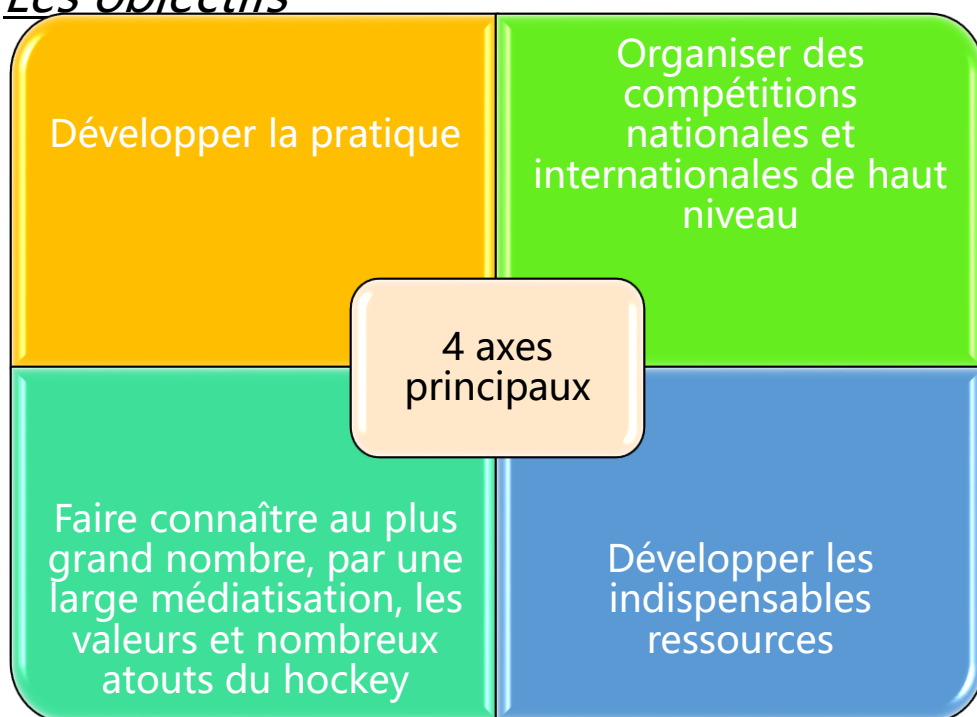 Les objectifs
Développer la pratique
Organiser des
compétitions
nationales et
internationales de haut
niveau
4 axes
principaux
Faire connaître au plus
grand nombre, par une
large médiatisation, les
valeurs et nombreux
atouts du hockey
Développer les
indispensables
ressources